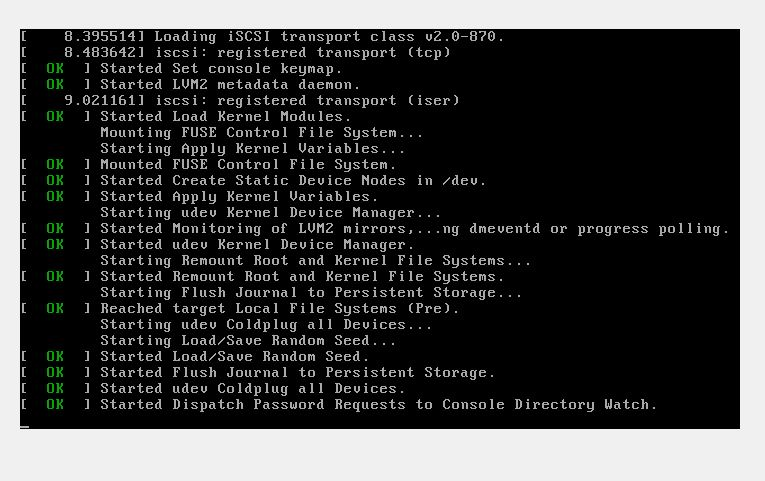 [    8.395514] Loading iSCSI transport class v2.0-870.
[    8.483642] iscsi: registered transport (tcp)
[  OK  ] Started Set console keymap.
[  OK  ] Started LVM2 metadata daemon.
[    9.021161] iscsi: registered transport (iser)
[  OK  ] Started Load Kernel Modules.
         Mounting FUSE Control File System...
         Starting Apply Kernel Variables...
[  OK  ] Mounted FUSE Control File System.
[  OK  ] Started Create Static Device Nodes in /dev.
[  OK  ] Started Apply Kernel Variables.
         Starting udev Kernel Device Manager...
[  OK  ] Started Monitoring of LVM2 mirrors,...ng dmeventd or progress polling.
[  OK  ] Started udev Kernel Device Manager.
         Starting Remount Root and Kernel File Systems...
[  OK  ] Started Remount Root and Kernel File Systems.
         Starting Flush Journal to Persistent Storage...
[  OK  ] Reached target Local File Systems (Pre).
         Starting udev Coldplug all Devices...
         Starting Load/Save Random Seed...
[  OK  ] Started Load/Save Random Seed.
[  OK  ] Started Flush Journal to Persistent Storage.
[  OK  ] Started udev Coldplug all Devices.
[  OK  ] Started Dispatch Password Requests to Console Directory Watch.